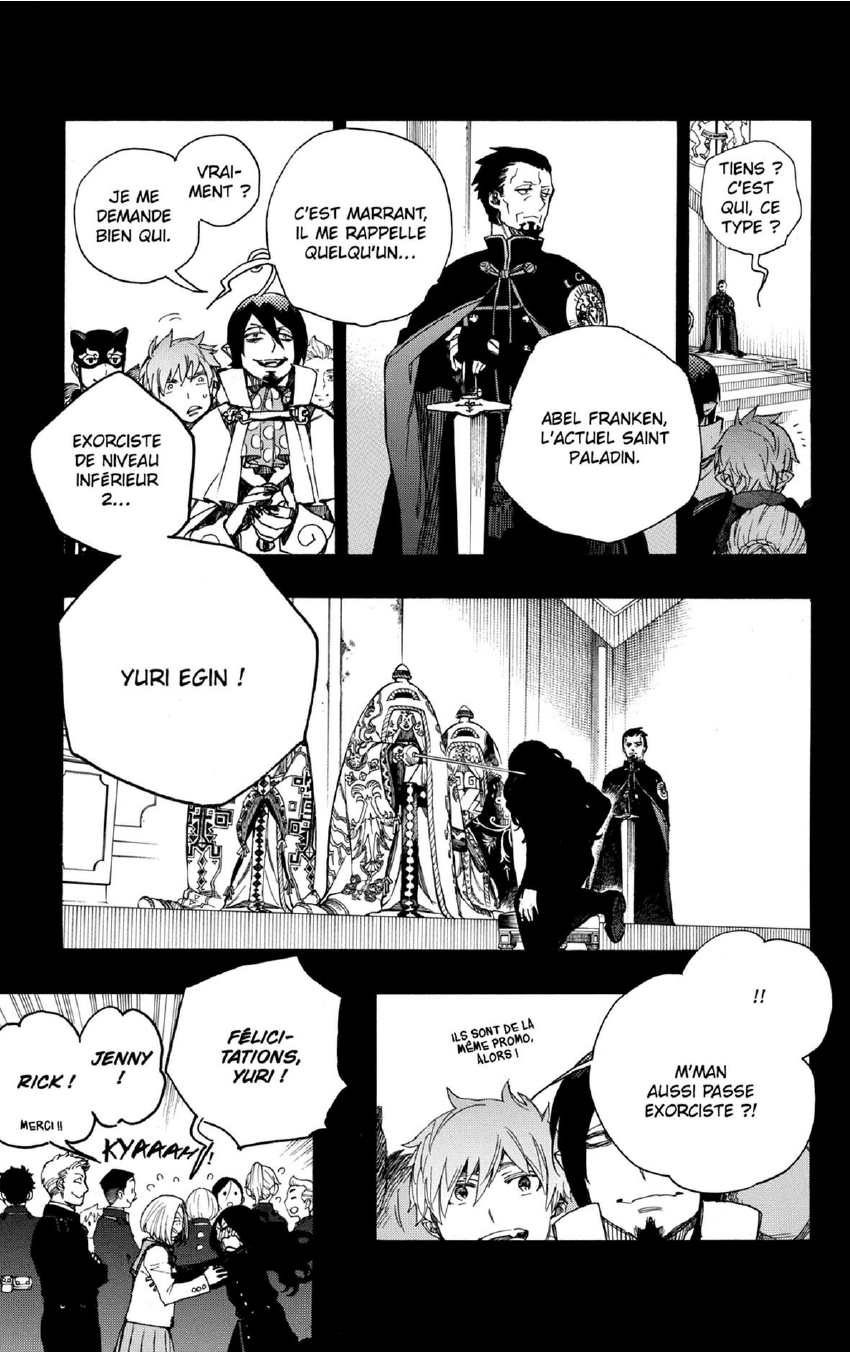 TIENS ?
C'EST
QUI, CE
TYPE ?
ABEL FRANKEN,
L'ACTUEL SAINT
PALADIN.
C'EST MARRANT,
IL ME RAPPELLE
QUELQU'UN...
VRAI-
MENT ?
JE ME
DEMANDE
BIEN QUI.
EXORCISTE
DE NIVEAU
INFÉRIEUR
2...
YURI EGIN !
!!
M'MAN
AUSSI PASSE
EXORCISTE ?!
ILS SONT DE LA
MÊME PROMO,
ALORS !
FÉLICI-
TATIONS,
YURI !
JENNY
!
RICK !
MERCI !!
KYAAAH !